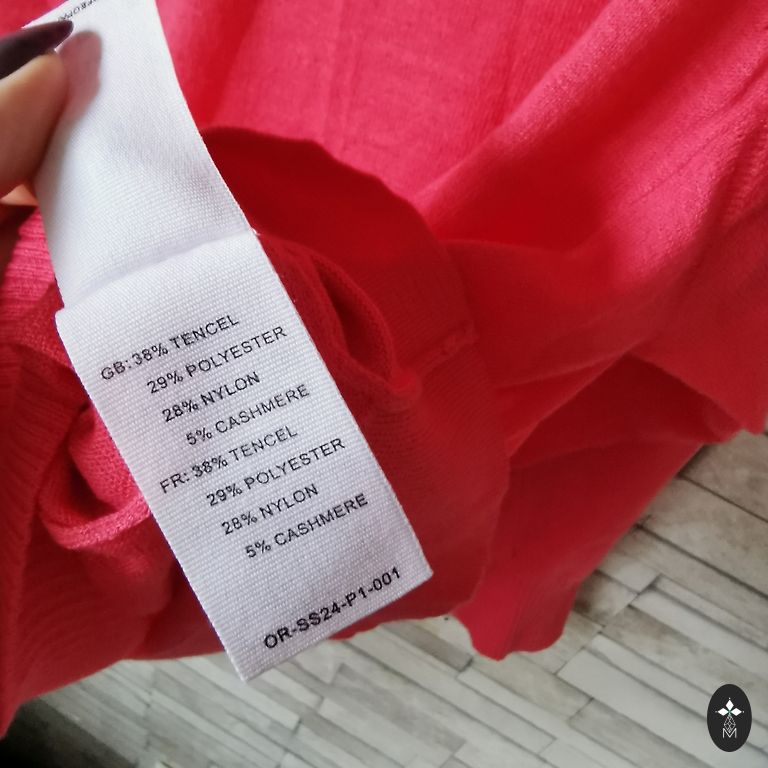 GB: 38% TENCEL
29% POLYESTER
28% NYLON
5% CASHMERE
FR: 38% TENCEL
29% POLYESTER
28% NYLON
5% CASHMERE
OR-SS24-P1-001
M